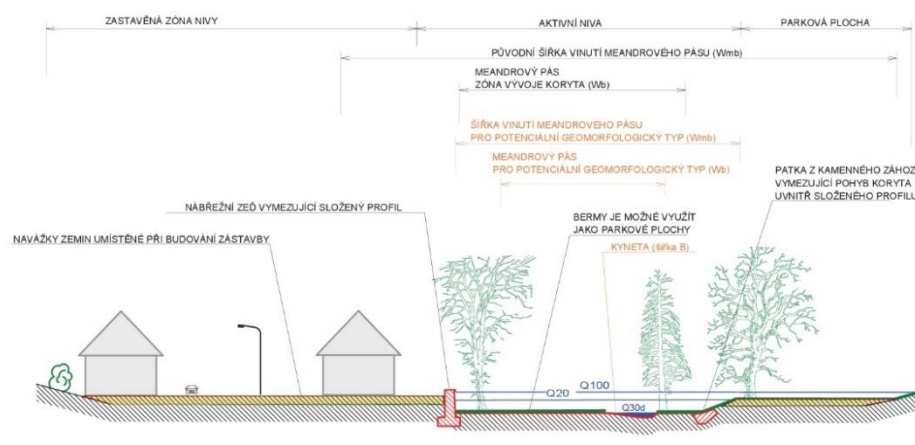 ZASTAVĚNÁ ZÓNA NIVY
AKTIVNÍ NIVA
PARKOVÁ PLOCHA
PŮVODNÍ ŠÍŘKA VINUTÍ MEANDROVÉHO PÁSU (Wmb)
MEANDROVÝ PÁS
ZÓNA VÝVOJE KORYTA (Wb)
ŠÍŘKA VINUTÍ MEANDROVÉHO PÁSU
PRO POTENCIÁLNÍ GEOMORFOLOGICKÝ TYP (Wmb)
MEANDROVÝ PÁS
PRO POTENCIÁLNÍ GEOMORFOLOGICKÝ TYP (Wb)
PATKA Z KAMENNÉHO ZÁHOZ
VYMEZUJÍCÍ POHYB KORYTA
UVNITŘ SLOŽENÉHO PROFILU
NÁBŘEŽNÍ ZEĎ VYMEZUJÍCÍ SLOŽENÝ PROFIL
BERMY JE MOŽNÉ VYUŽÍT
JAKO PARKOVÉ PLOCHY
NAVÁŽKY ZEMIN UMÍSTĚNÉ PŘI BUDOVÁNÍ ZÁSTAVBY
KYNETA (šířka B)
Q100
Q20
Q30d